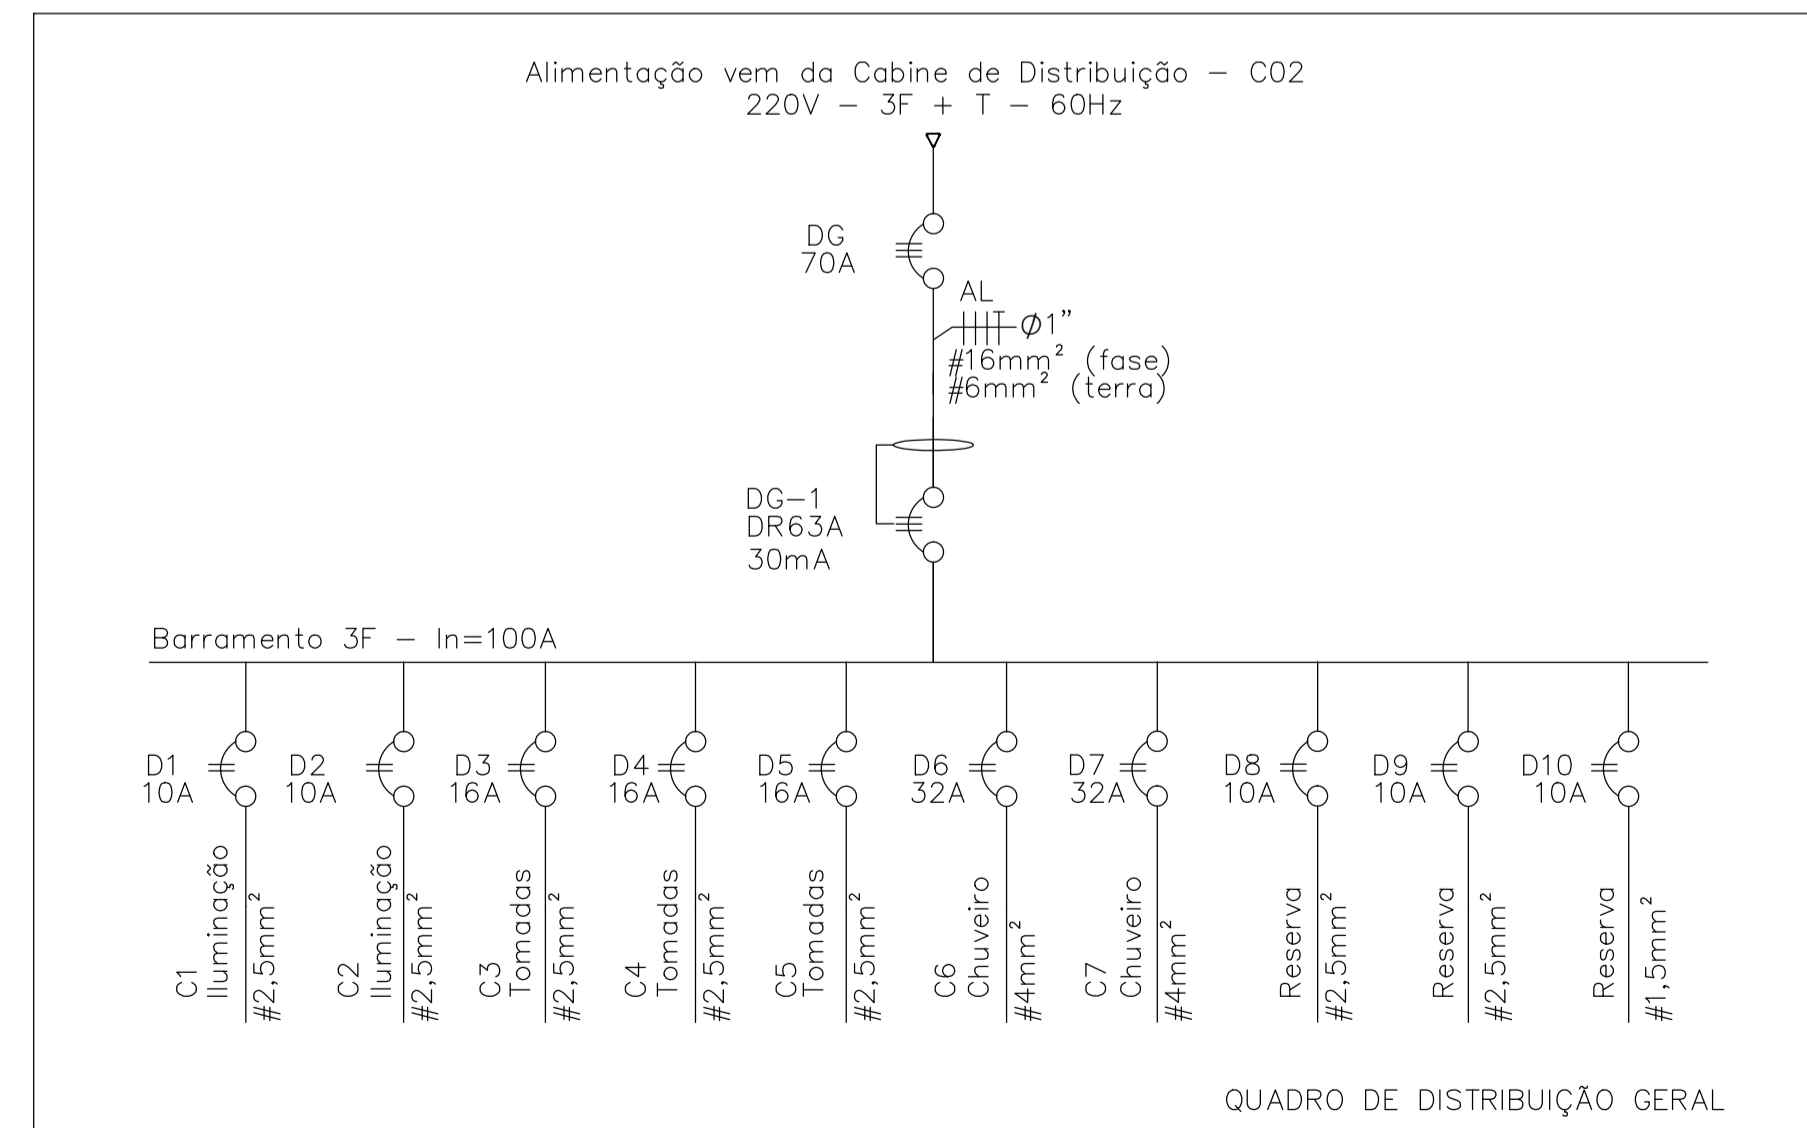 Alimentação vem da Cabine de Distribuição – C02
220V – 3F + T – 60Hz
DG
70A
AL
Ø1”
#16mm² (fase)
#6mm² (terra)
DG–1
DR63A
30mA
Barramento 3F – In=100A
D1
10A
D2
10A
D3
16A
D4
16A
D5
16A
D6
32A
D7
32A
D8
10A
D9
10A
D10
10A
C1
Iluminação
#2,5mm²
C2
Iluminação
#2,5mm²
C3
Tomadas
#2,5mm²
C4
Tomadas
#2,5mm²
C5
Tomadas
#2,5mm²
C6
Chuveiro
#4mm²
C7
Chuveiro
#4mm²
Reserva
#2,5mm²
Reserva
#2,5mm²
Reserva
#1,5mm²
QUADRO DE DISTRIBUIÇÃO GERAL